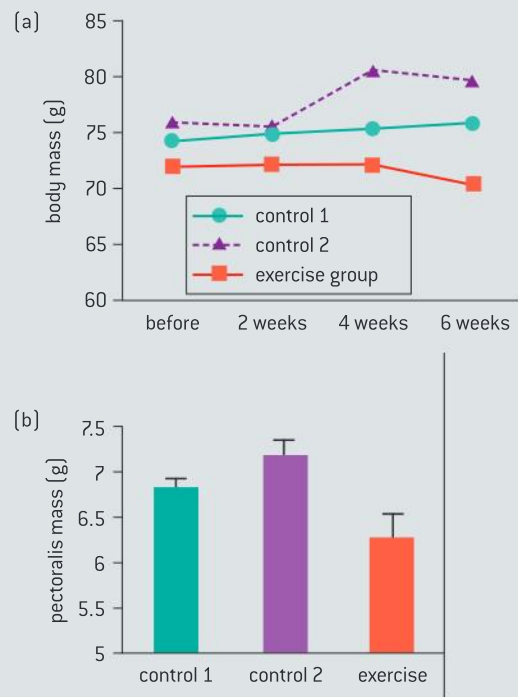 (a)
body mass (g)
85
80
75
70
65
60
control 1
control 2
exercise group
before 2 weeks 4 weeks 6 weeks
(b)
pectoralis mass (g)
7.5
7
6.5
6
5.5
5
control 1 control 2 exercise